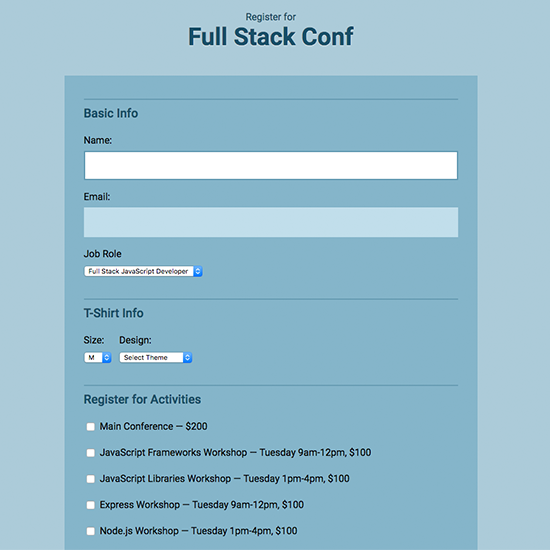 Register for
Full Stack Conf
Basic Info
Name:
Email:
Job Role
Full Stack JavaScript Developer
T-Shirt Info
Size: Design:
M Select Theme
Register for Activities
Main Conference — $200
JavaScript Frameworks Workshop — Tuesday 9am-12pm, $100
JavaScript Libraries Workshop — Tuesday 1pm-4pm, $100
Express Workshop — Tuesday 9am-12pm, $100
Node.js Workshop — Tuesday 1pm-4pm, $100